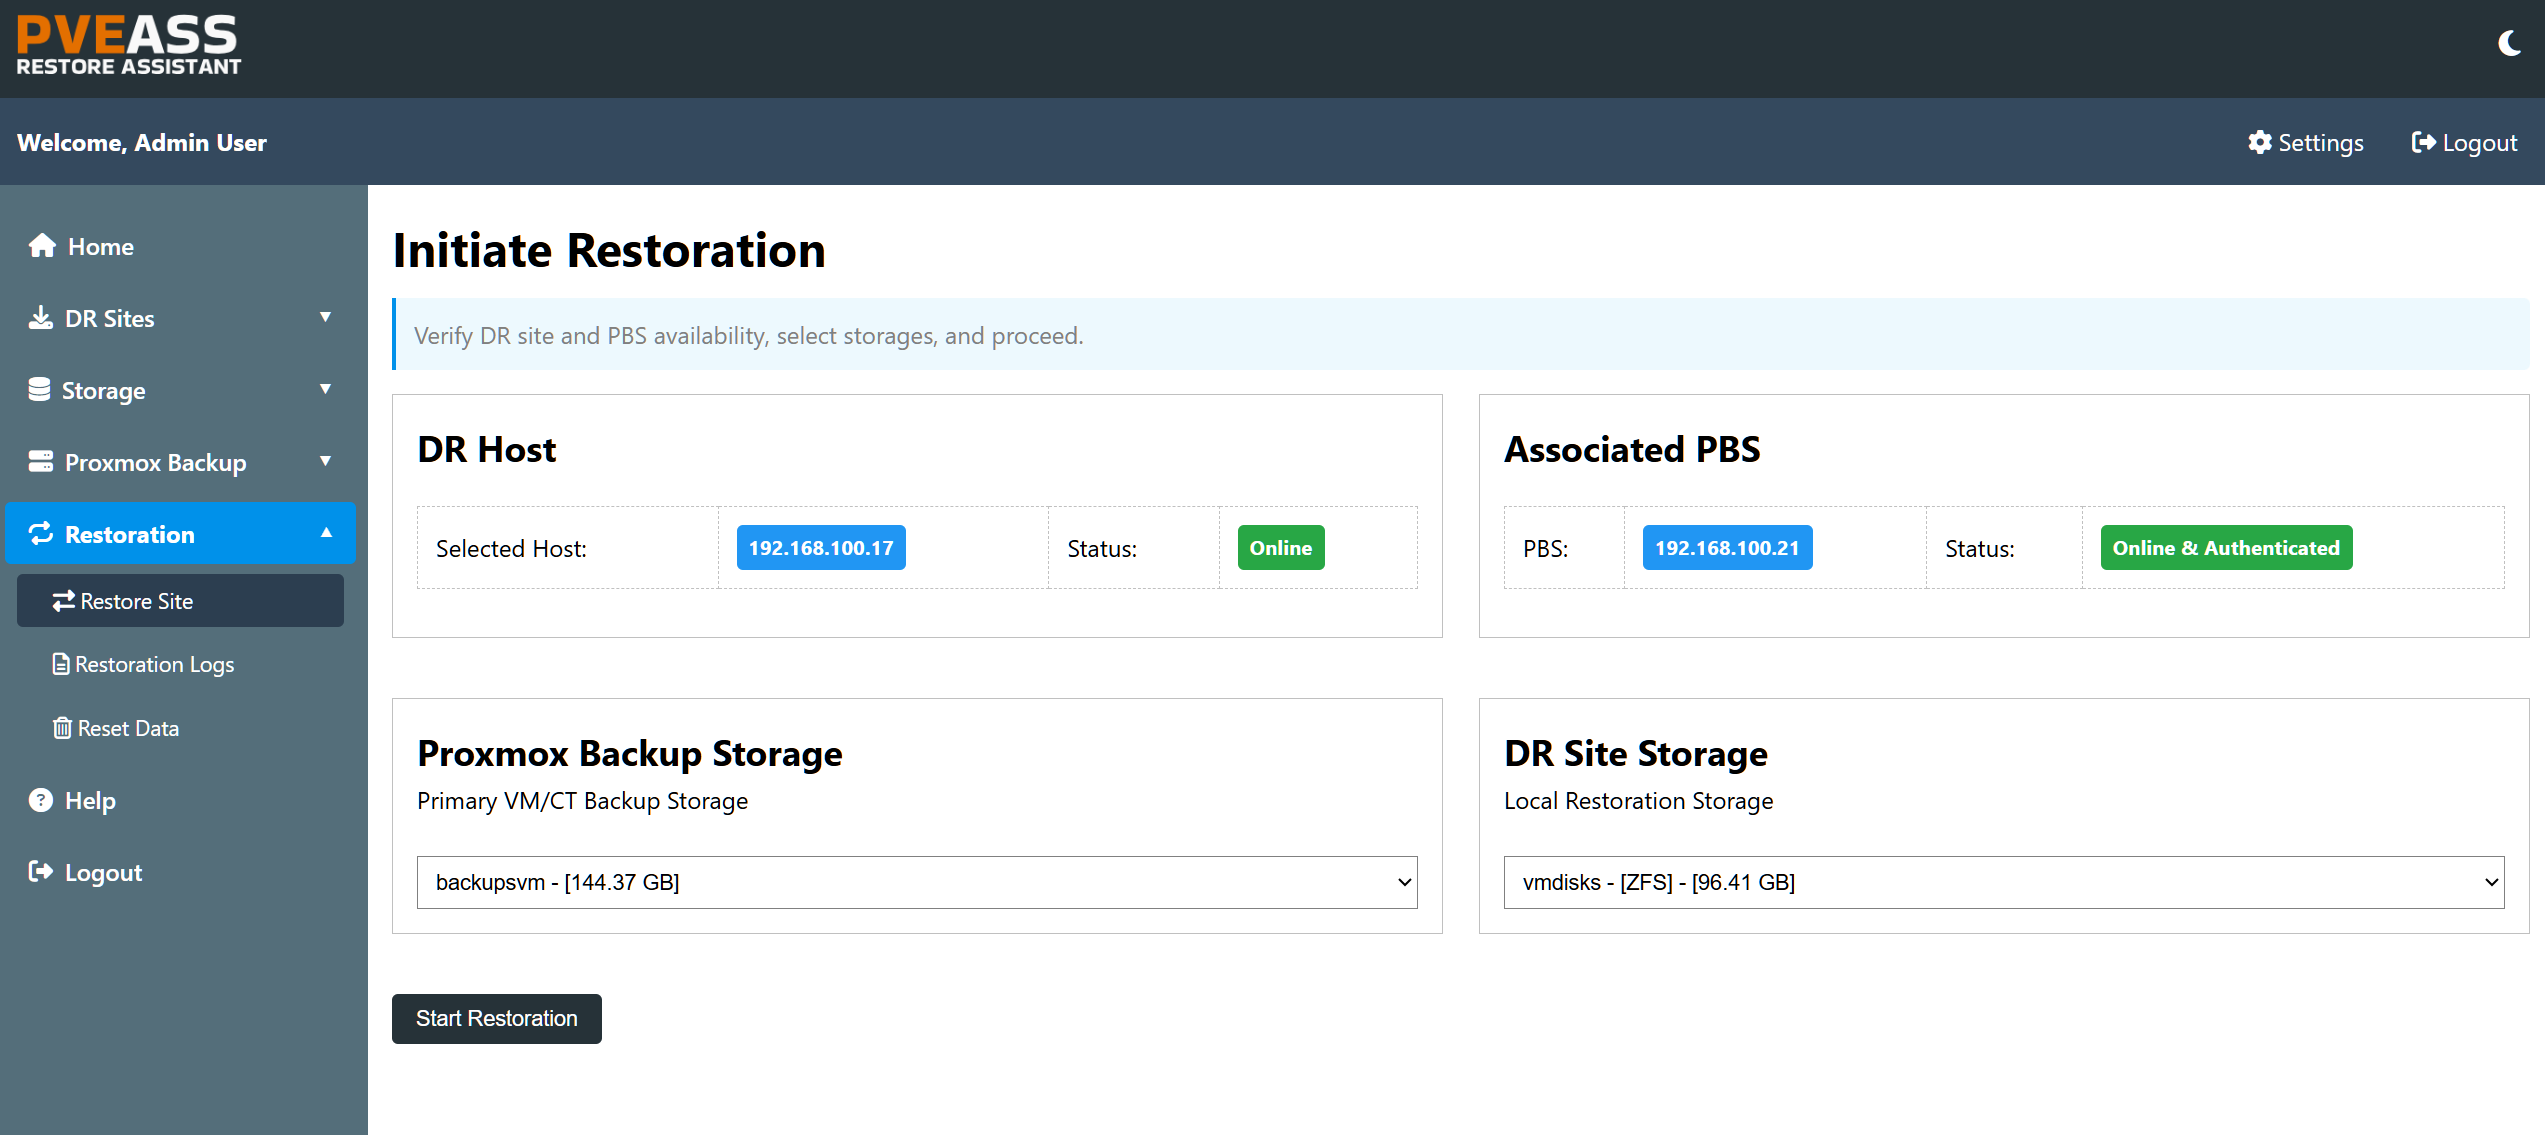 PVEASS
RESTORE ASSISTANT
Welcome, Admin User
Settings
Logout
Home
DR Sites
Storage
Proxmox Backup
Restoration
Restore Site
Restoration Logs
Reset Data
Help
Logout
Initiate Restoration
Verify DR site and PBS availability, select storages, and proceed.
DR Host
Selected Host: 192.168.100.17 Status: Online
Associated PBS
PBS: 192.168.100.21 Status: Online & Authenticated
Proxmox Backup Storage
Primary VM/CT Backup Storage
backupsvm - [144.37 GB]
DR Site Storage
Local Restoration Storage
vmdisks - [ZFS] - [96.41 GB]
Start Restoration